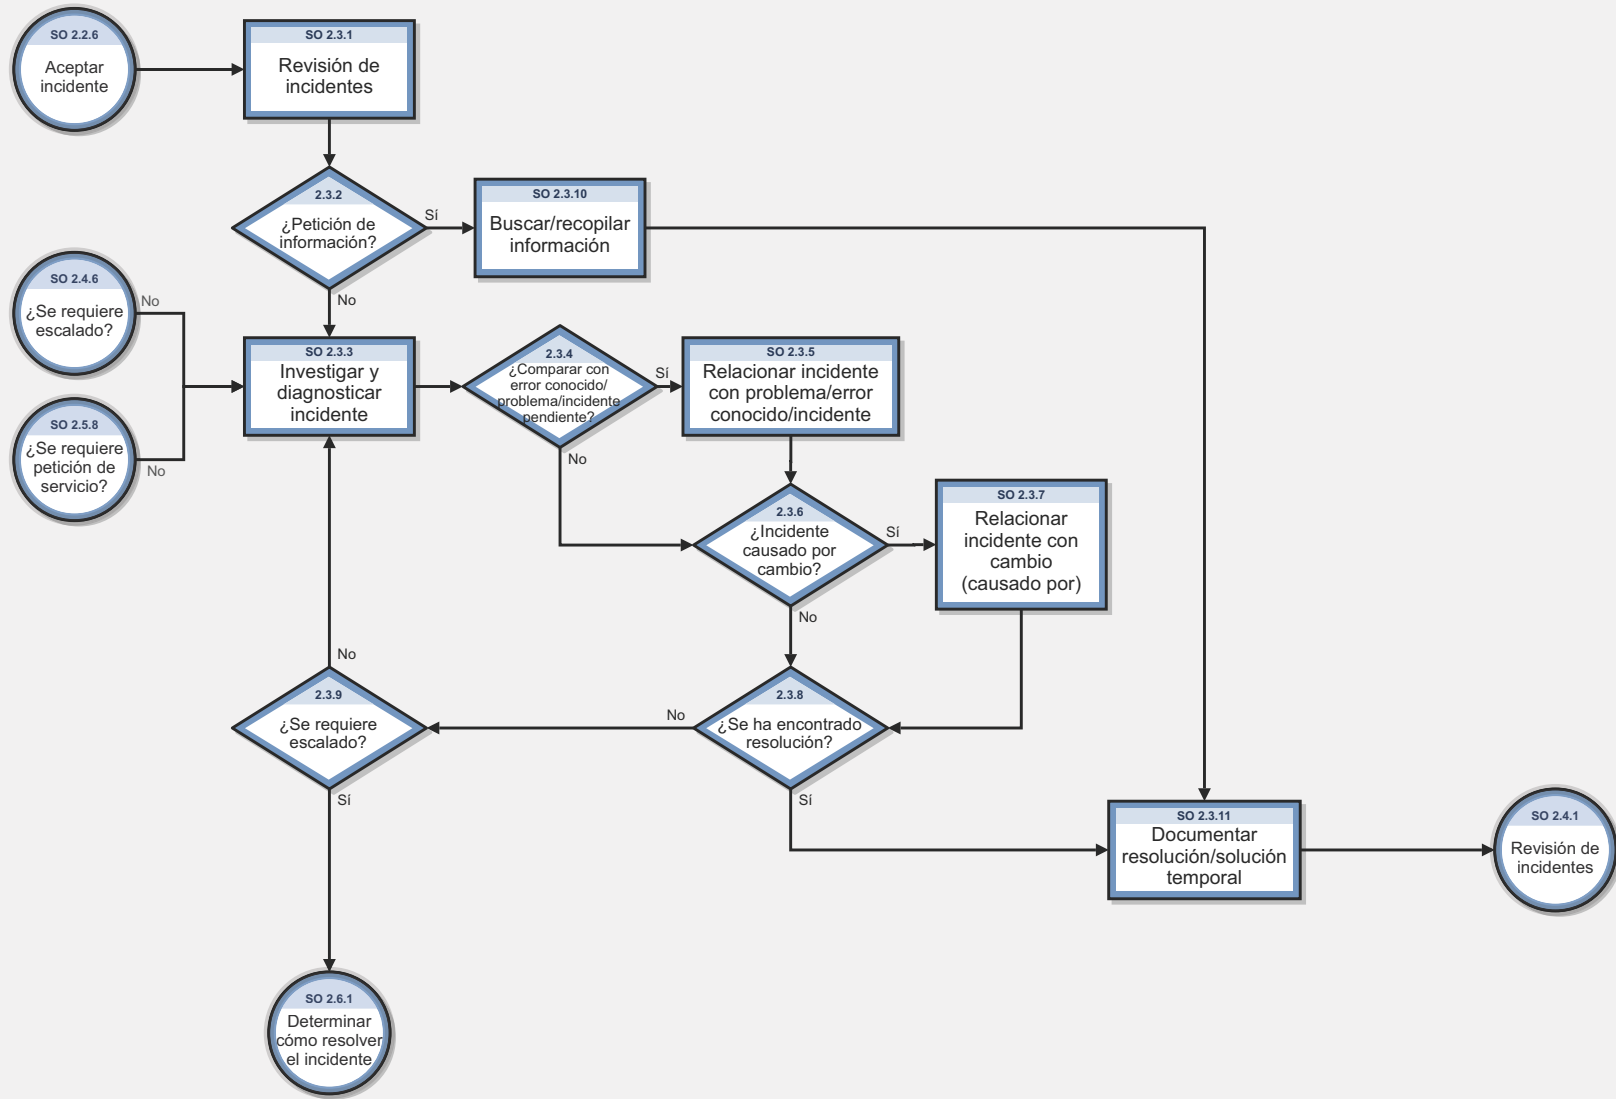 SO 2.2.6
Aceptar
incidente
SO 2.3.1
Revisión de
incidentes
2.3.2
¿Petición de
información?
Sí
No
SO 2.3.10
Buscar/recopilar
información
SO 2.4.6
¿Se requiere
escalado?
No
SO 2.5.8
¿Se requiere
petición de
servicio?
No
SO 2.3.3
Investigar y
diagnosticar
incidente
2.3.4
¿Comparar con
error conocido/
problema/incidente
pendiente?
Sí
No
SO 2.3.5
Relacionar incidente
con problema/error
conocido/incidente
2.3.6
¿Incidente
causado por
cambio?
Sí
No
SO 2.3.7
Relacionar
incidente con
cambio
(causado por)
2.3.8
¿Se ha encontrado
resolución?
No
Sí
2.3.9
¿Se requiere
escalado?
No
Sí
SO 2.3.11
Documentar
resolución/solución
temporal
SO 2.4.1
Revisión de
incidentes
SO 2.6.1
Determinar
cómo resolver
el incidente